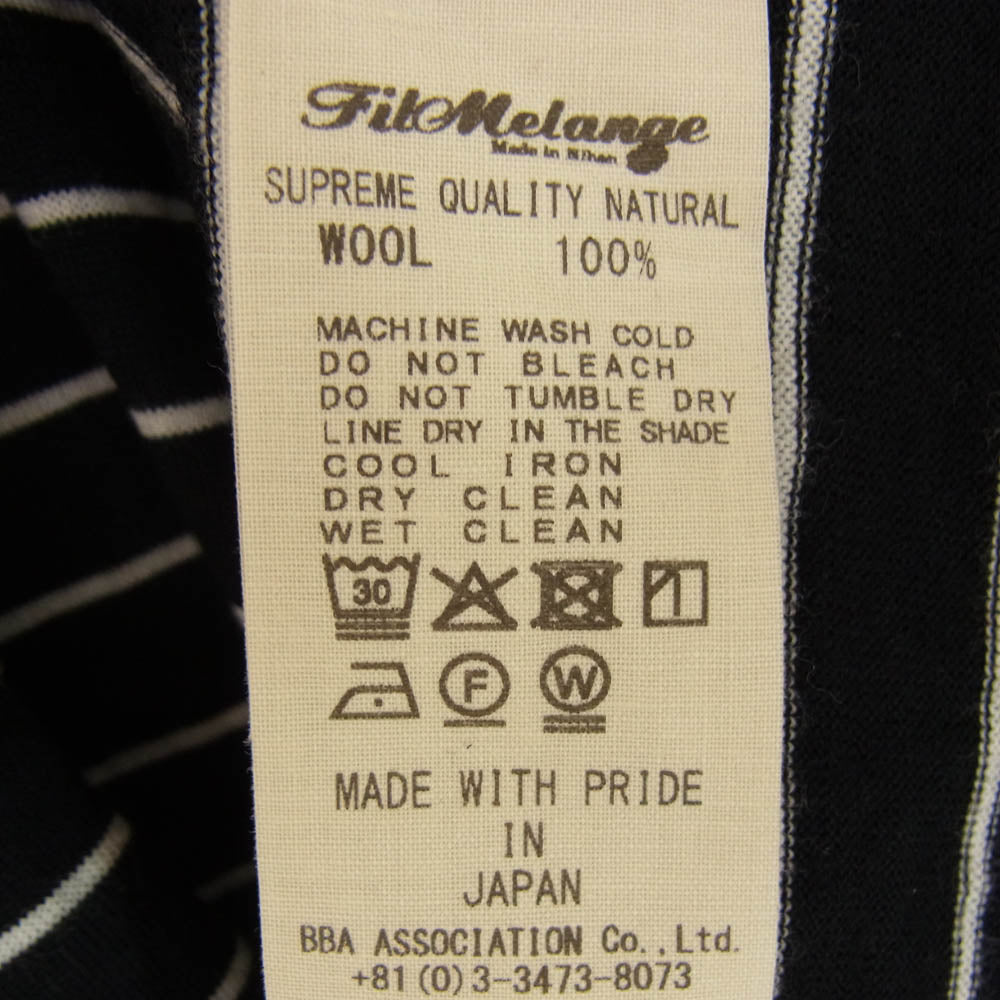 FilMelange
Made in Nihon
SUPREME QUALITY NATURAL
WOOL 100%
MACHINE WASH COLD
DO NOT BLEACH
DO NOT TUMBLE DRY
LINE DRY IN THE SHADE
COOL IRON
DRY CLEAN
WET CLEAN
30
F W
MADE WITH PRIDE
IN
JAPAN
BBA ASSOCIATION Co.,Ltd.
+81(0)3-3473-8073